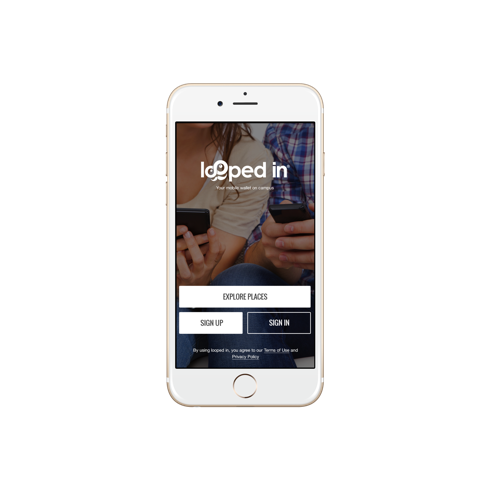 looped in
Your mobile wallet on campus
EXPLORE PLACES
SIGN UP
SIGN IN
By using looped in, you agree to our Terms of Use and
Privacy Policy